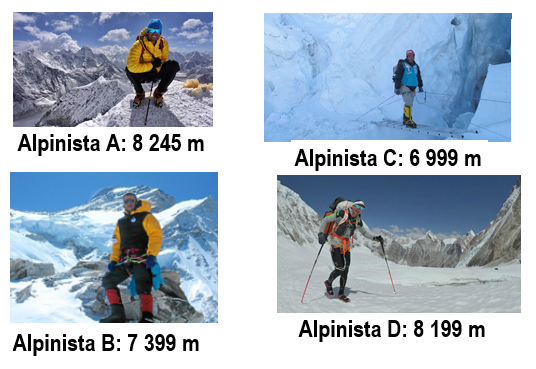 Alpinista A: 8 245 m
Alpinista C: 6 999 m
Alpinista B: 7 399 m
Alpinista D: 8 199 m